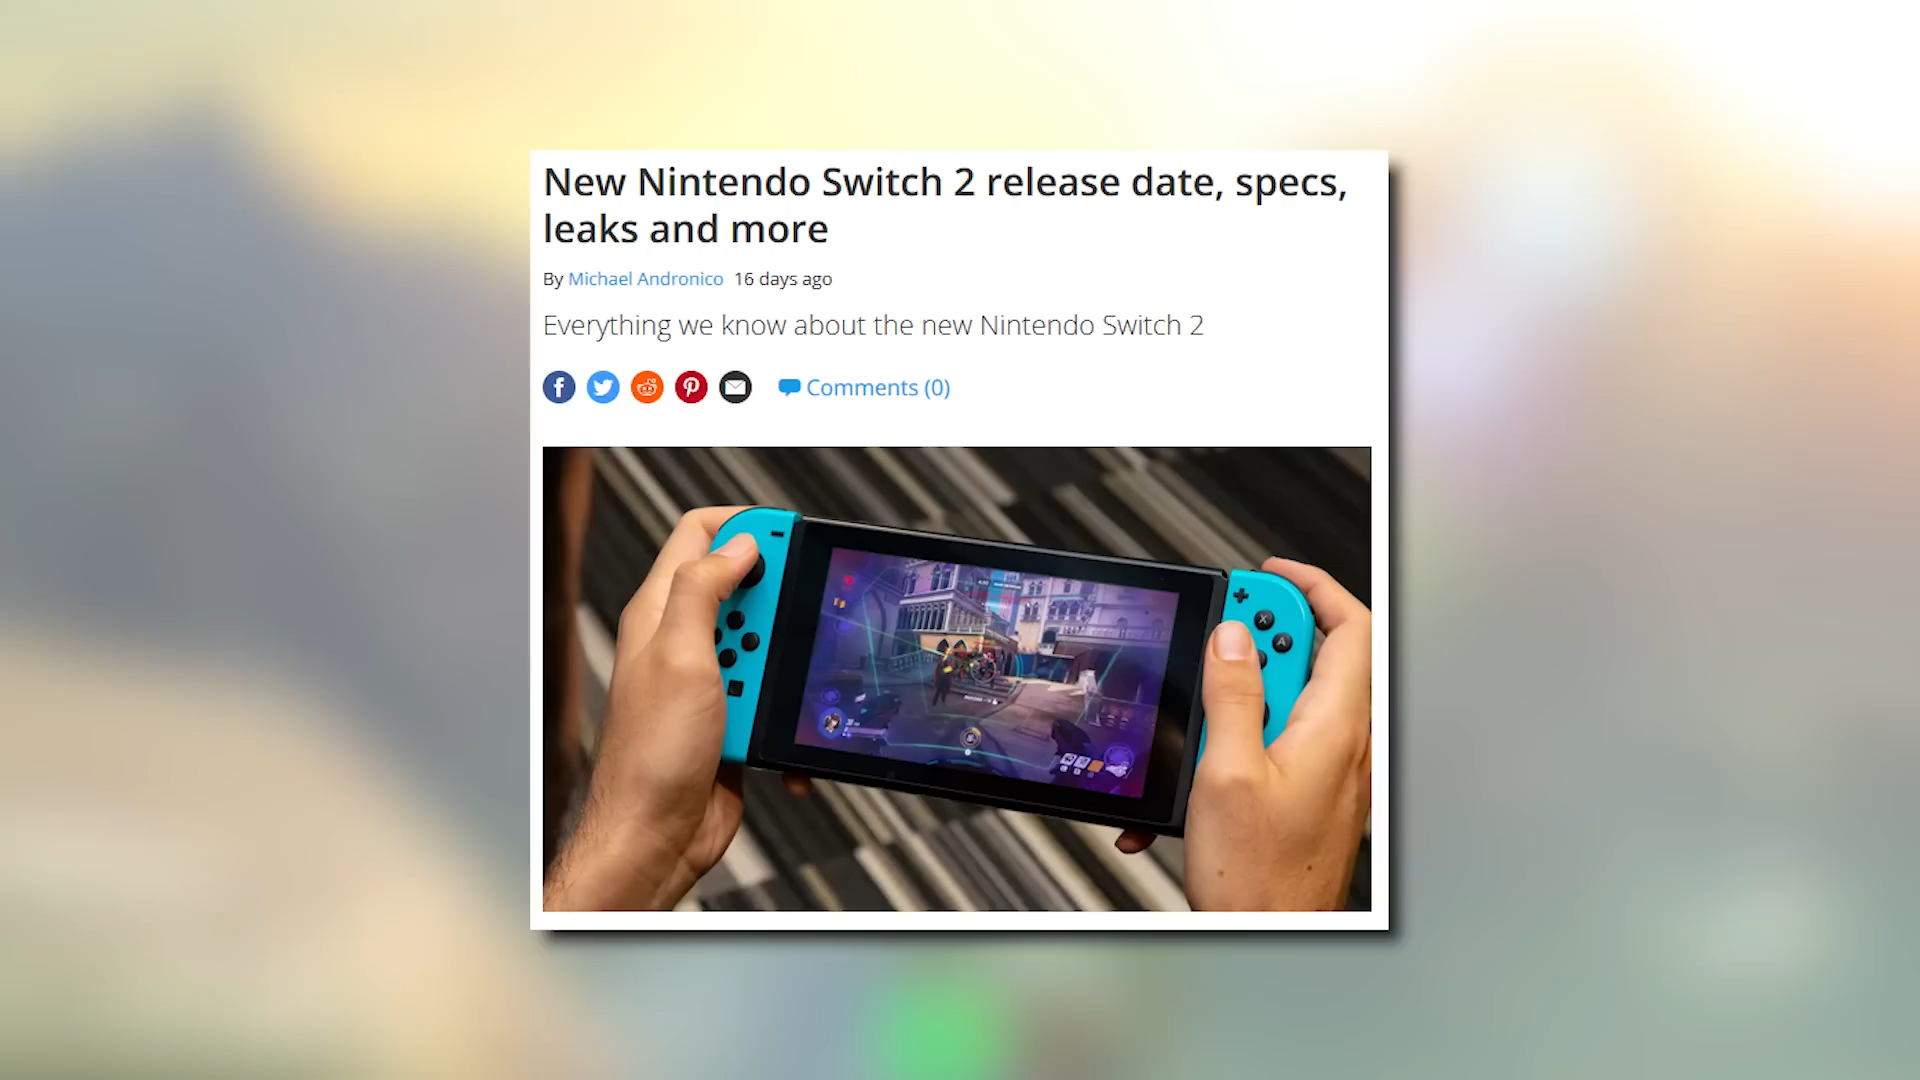 New Nintendo Switch 2 release date, specs,
leaks and more
By Michael Andronico 16 days ago
Everything we know about the new Nintendo Switch 2
Comments (0)
X
A